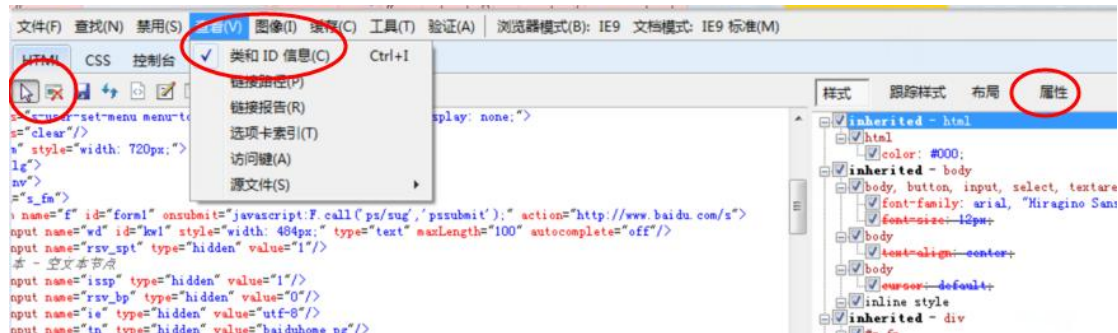 文件(F) 查找(N) 禁用(S) 查看(V) 图像(I) 缓存(C) 工具(T) 验证(A) 浏览器模式(B): IE9 文档模式: IE9 标准(M)
HTML CSS 控制台
✓ 类和 ID 信息(C) Ctrl+I
链接路径(P)
链接报告(R)
选项卡索引(T)
访问键(A)
源文件(S)
样式 跟踪样式 布局 属性
s="s-user-set-menu menu-to splay: none;">
s="clear"/>
" style="width: 720px;">
lg">
nv">
="s_fm">
name="f" id="form1" onsubmit="javascript:F.call('ps/sug','pssubmit');" action="http://www.baidu.com/s">
nput name="wd" id="kw1" style="width: 484px;" type="text" maxLength="100" autocomplete="off"/>
nput name="rsv_spt" type="hidden" value="1"/>
本 - 空文本节点
nput name="issp" type="hidden" value="1"/>
nput name="rsv_bp" type="hidden" value="0"/>
nput name="ie" type="hidden" value="utf-8"/>
nput name="tn" type="hidden" value="baiduhome_pg"/>
inherited - html
html
color: #000;
inherited - body
body, button, input, select, textare
font-family: arial, "Hiragino Sans
font-size: 12px;
body
text-align: center;
body
cursor: default;
inline style
inherited - div